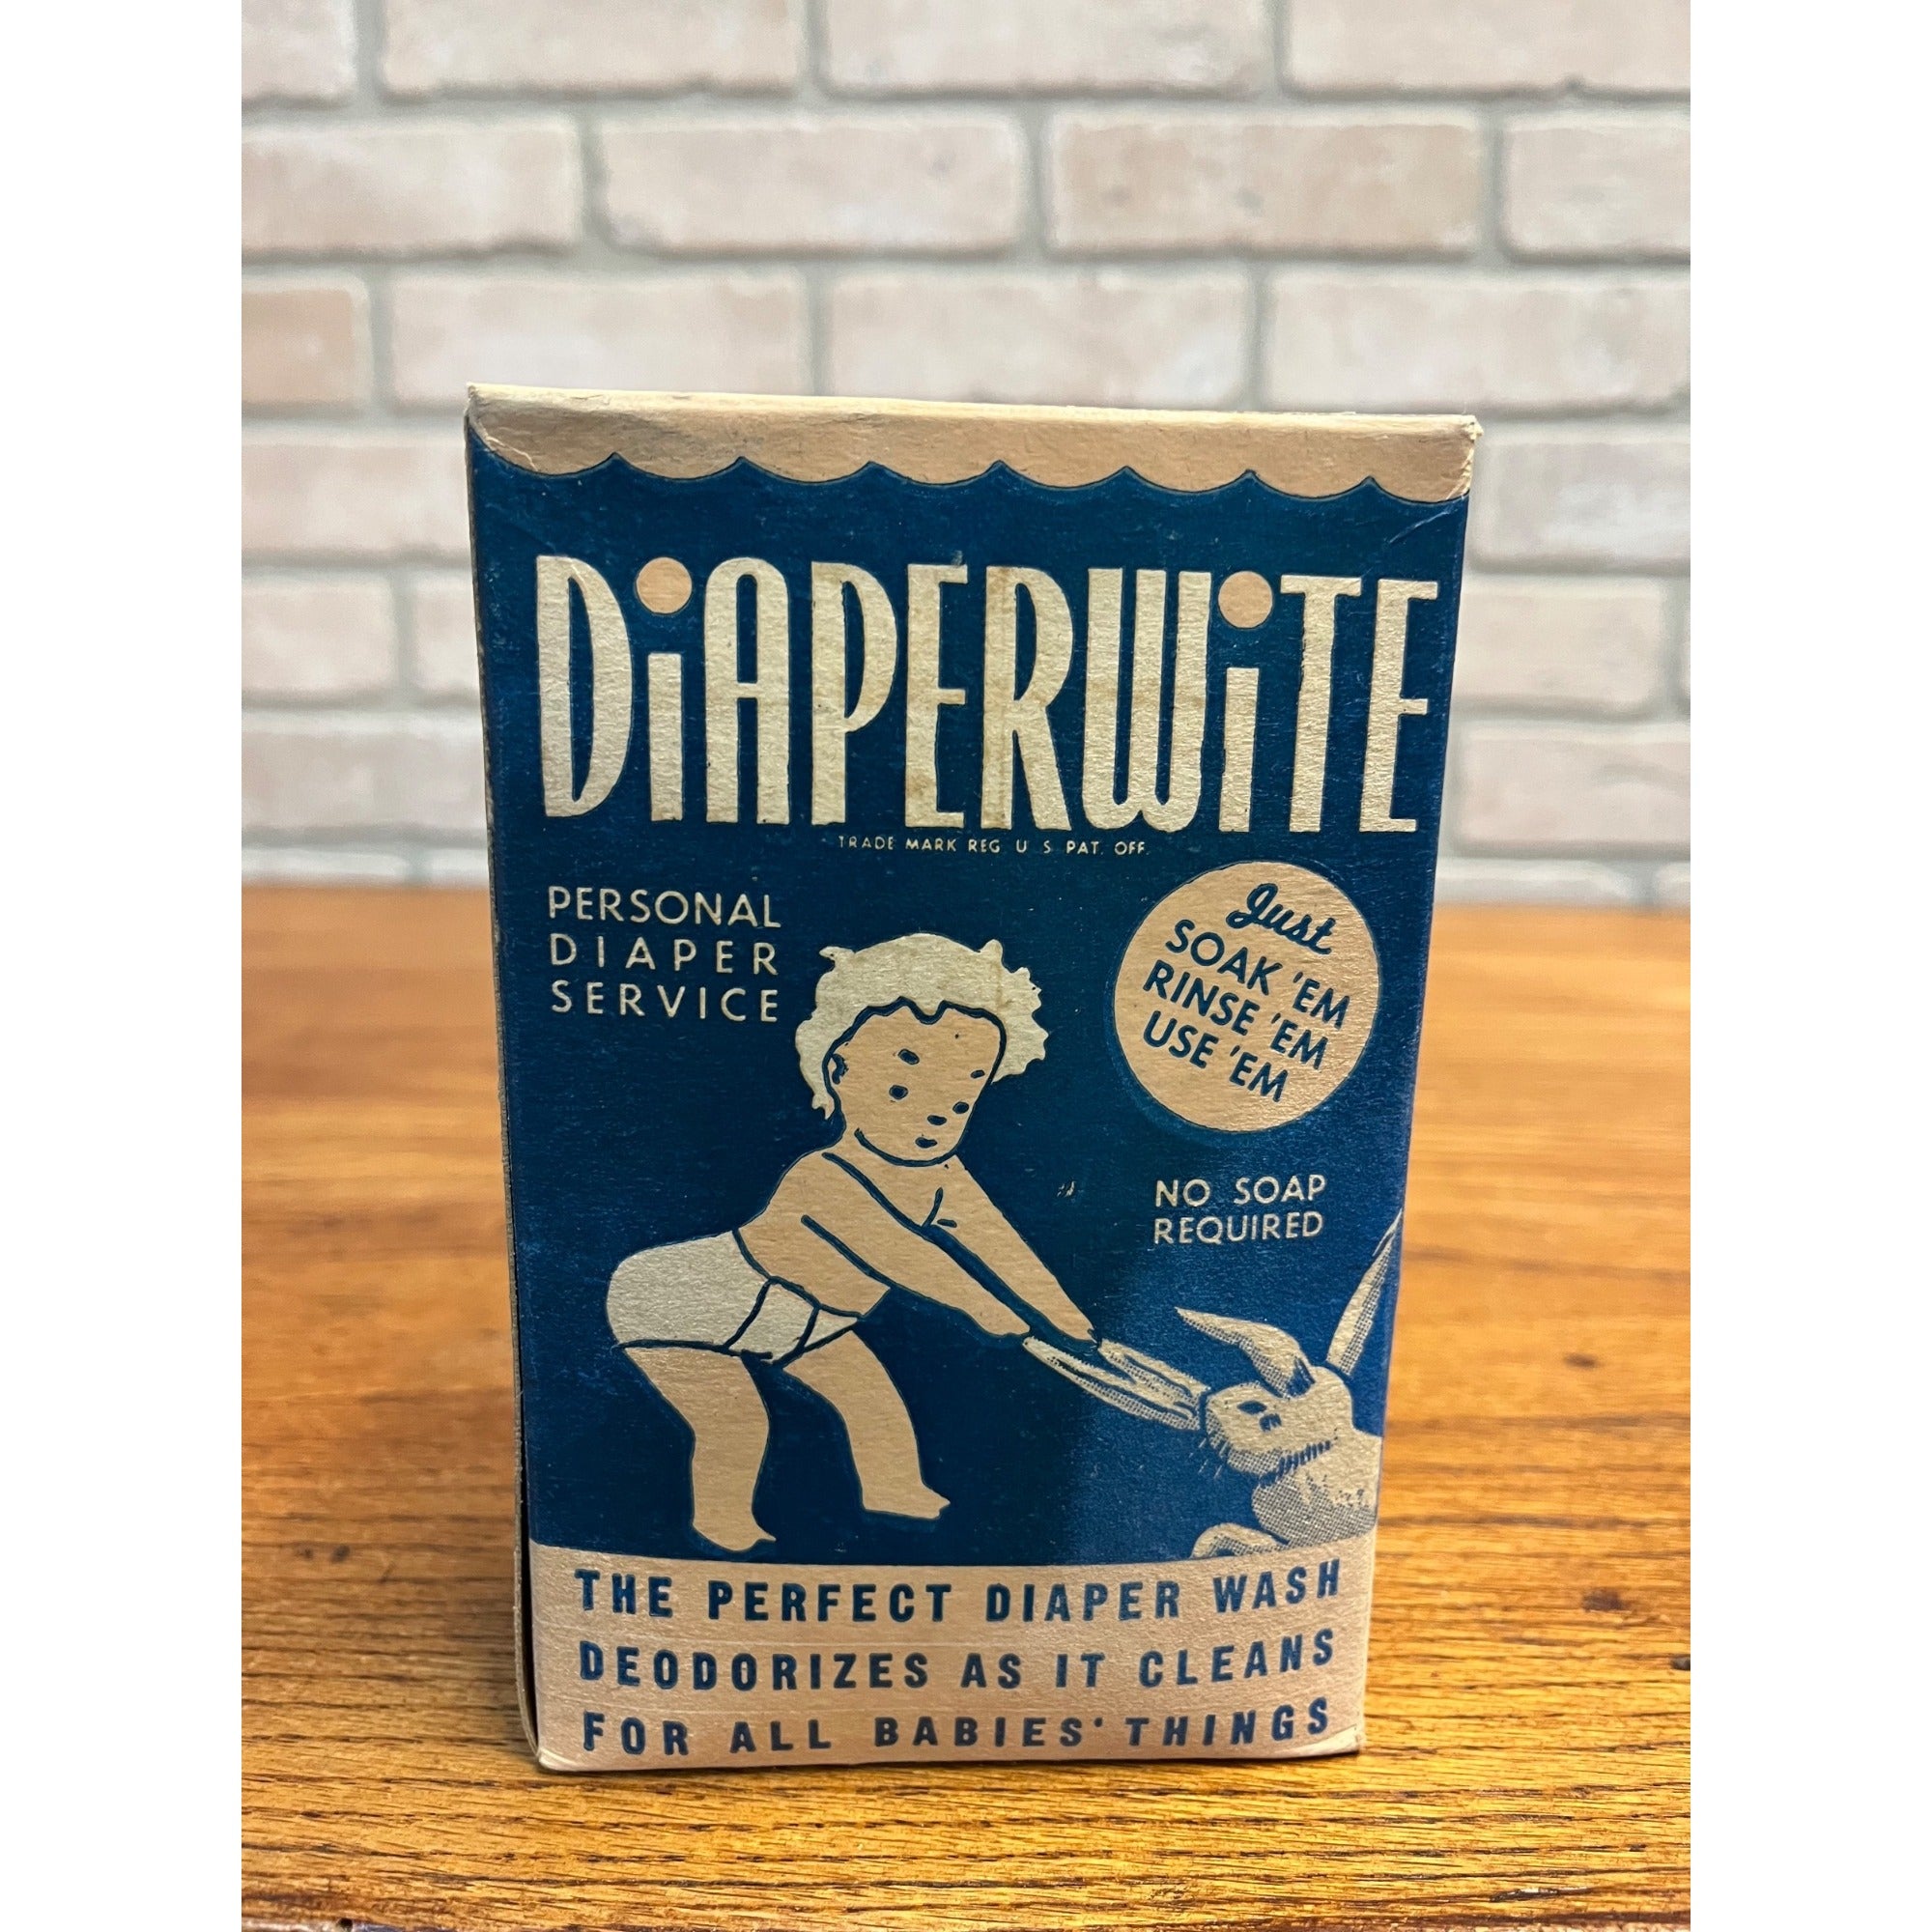 DiAPERWiTE
TRADE MARK REG U S PAT. OFF.
PERSONAL
DIAPER
SERVICE
Just
SOAK 'EM
RINSE 'EM
USE 'EM
NO SOAP
REQUIRED
THE PERFECT DIAPER WASH
DEODORIZES AS IT CLEANS
FOR ALL BABIES' THINGS